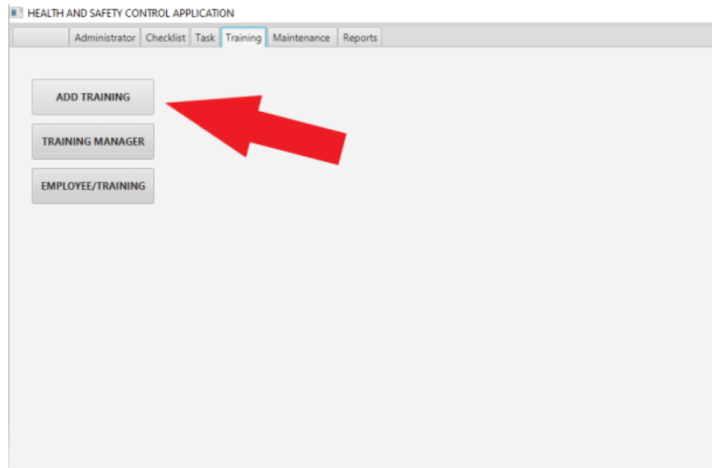 HEALTH AND SAFETY CONTROL APPLICATION
Administrator Checklist Task Training Maintenance Reports
ADD TRAINING
TRAINING MANAGER
EMPLOYEE/TRAINING